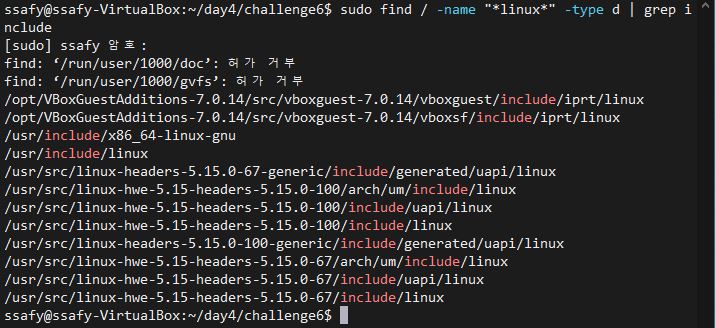 ssafy@ssafy-VirtualBox:~/day4/challenge6$ sudo find / -name "*linux*" -type d | grep i
nclude
[sudo] ssafy 암호:
find: ‘/run/user/1000/doc’: 허가 거부
find: ‘/run/user/1000/gvfs’: 허가 거부
/opt/VBoxGuestAdditions-7.0.14/src/vboxguest-7.0.14/vboxguest/include/iprt/linux
/opt/VBoxGuestAdditions-7.0.14/src/vboxguest-7.0.14/vboxsf/include/iprt/linux
/usr/include/x86_64-linux-gnu
/usr/include/linux
/usr/src/linux-headers-5.15.0-67-generic/include/generated/uapi/linux
/usr/src/linux-hwe-5.15-headers-5.15.0-100/arch/um/include/linux
/usr/src/linux-hwe-5.15-headers-5.15.0-100/include/uapi/linux
/usr/src/linux-hwe-5.15-headers-5.15.0-100/include/linux
/usr/src/linux-headers-5.15.0-100-generic/include/generated/uapi/linux
/usr/src/linux-hwe-5.15-headers-5.15.0-67/arch/um/include/linux
/usr/src/linux-hwe-5.15-headers-5.15.0-67/include/uapi/linux
/usr/src/linux-hwe-5.15-headers-5.15.0-67/include/linux
ssafy@ssafy-VirtualBox:~/day4/challenge6$